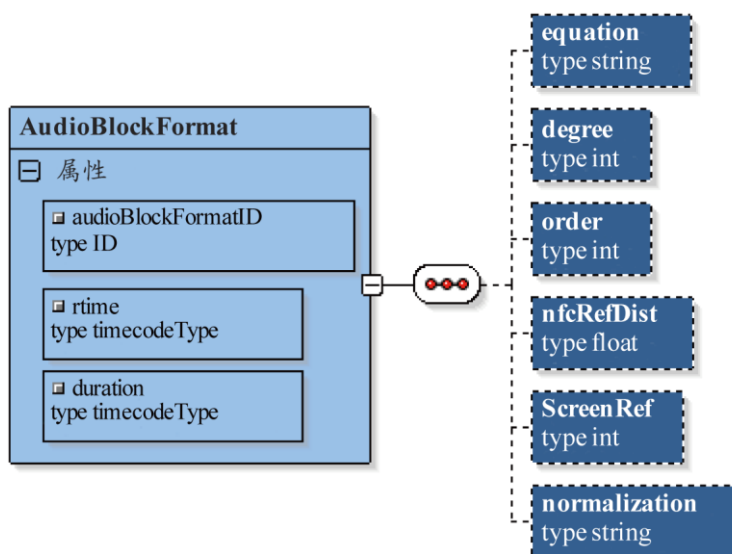 AudioBlockFormat
属性
audioBlockFormatID
type ID
rtime
type timecodeType
duration
type timecodeType
equation
type string
degree
type int
order
type int
nfcRefDist
type float
ScreenRef
type int
normalization
type string